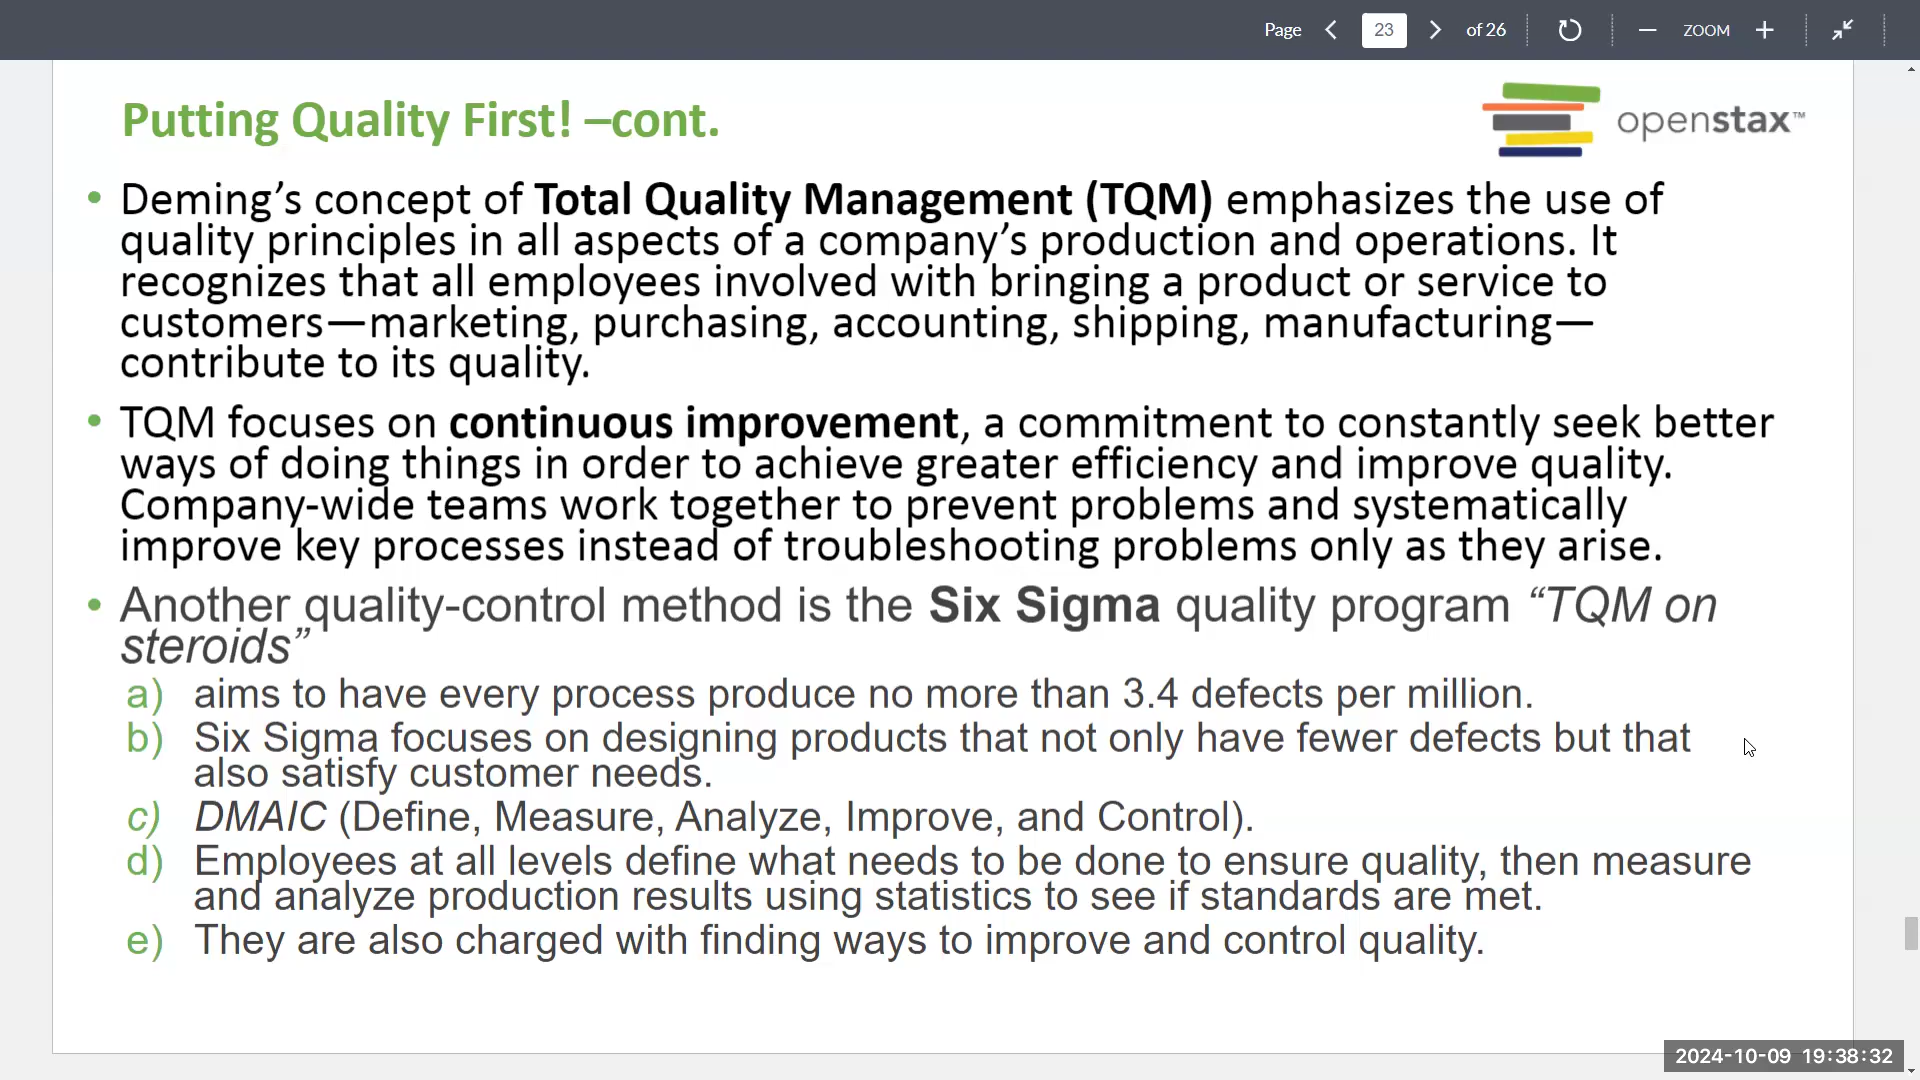 Page 23 of 26 ZOOM
Putting Quality First! –cont.
openstax™
• Deming’s concept of Total Quality Management (TQM) emphasizes the use of
quality principles in all aspects of a company’s production and operations. It
recognizes that all employees involved with bringing a product or service to
customers—marketing, purchasing, accounting, shipping, manufacturing—
contribute to its quality.
• TQM focuses on continuous improvement, a commitment to constantly seek better
ways of doing things in order to achieve greater efficiency and improve quality.
Company-wide teams work together to prevent problems and systematically
improve key processes instead of troubleshooting problems only as they arise.
• Another quality-control method is the Six Sigma quality program “TQM on
steroids”
a) aims to have every process produce no more than 3.4 defects per million.
b) Six Sigma focuses on designing products that not only have fewer defects but that
also satisfy customer needs.
c) DMAIC (Define, Measure, Analyze, Improve, and Control).
d) Employees at all levels define what needs to be done to ensure quality, then measure
and analyze production results using statistics to see if standards are met.
e) They are also charged with finding ways to improve and control quality.
2024-10-09 19:38:32